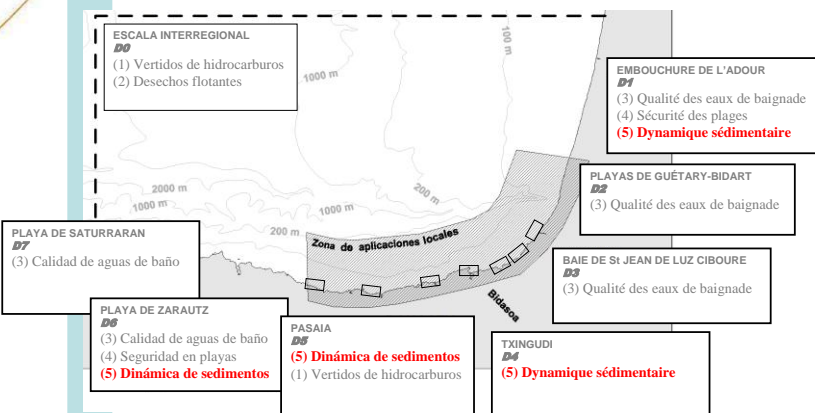 ESCALA INTERREGIONAL
D0
(1) Vertidos de hidrocarburos
(2) Desechos flotantes
100 m
1000 m
EMBOUCHURE DE L'ADOUR
D1
(3) Qualité des eaux de baignade
(4) Sécurité des plages
(5) Dynamique sédimentaire
2000 m
1000 m
1000 m
200 m
200 m
Zona de aplicaciones locales
PLAYAS DE GUÉTARY-BIDART
D2
(3) Qualité des eaux de baignade
PLAYA DE SATURRARAN
D7
(3) Calidad de aguas de baño
BAIE DE St JEAN DE LUZ CIBOURE
D3
(3) Qualité des eaux de baignade
Bidasoa
PLAYA DE ZARAUTZ
D6
(3) Calidad de aguas de baño
(4) Seguridad en playas
(5) Dinámica de sedimentos
PASAIA
D5
(5) Dinámica de sedimentos
(1) Vertidos de hidrocarburos
TXINGUDI
D4
(5) Dynamique sédimentaire